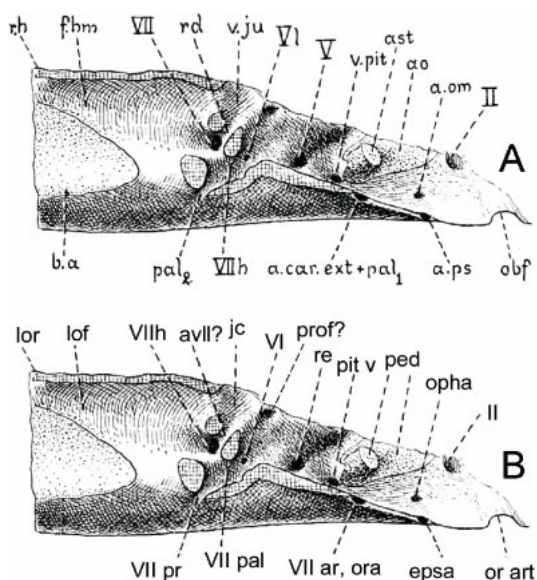 r.h f.hm VII rd v.ju VI V v.pit ast ao a.om II
A
b.a pal₂ VII h a.car.ext+pal₁ a.ps obf
lor lof VIIh avII? jc VI prof? re pit v ped opha II
B
VII pr VII pal VII ar, ora epsa or art